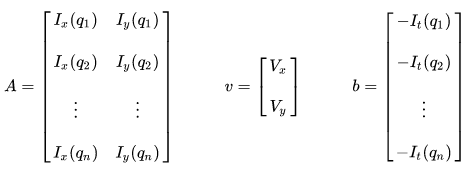 A = [ I_x(q_1) I_y(q_1)
I_x(q_2) I_y(q_2)
⋮ ⋮
I_x(q_n) I_y(q_n) ]
v = [ V_x
V_y ]
b = [ −I_t(q_1)
−I_t(q_2)
⋮
−I_t(q_n) ]